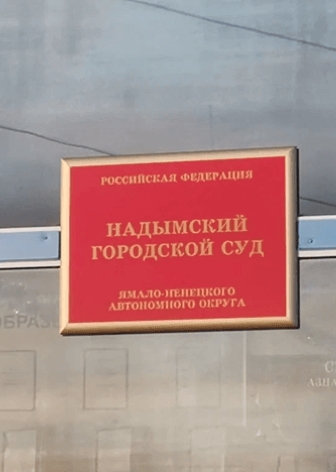 РОССИЙСКАЯ ФЕДЕРАЦИЯ
НАДЫМСКИЙ
ГОРОДСКОЙ СУД
ЯМАЛО-НЕНЕЦКОГО
АВТОНОМНОГО ОКРУГА